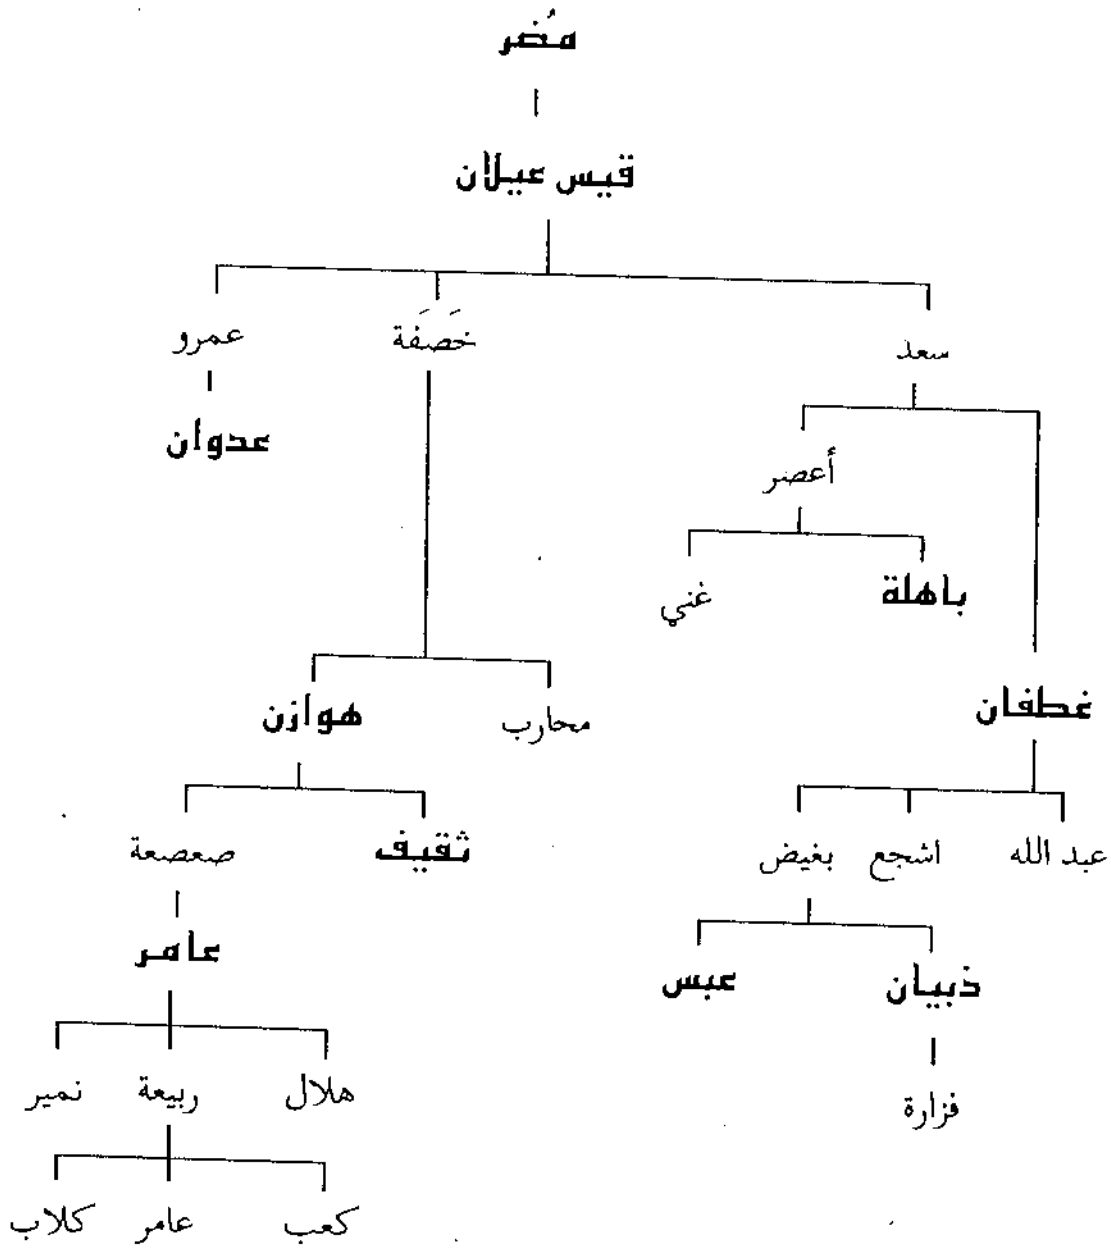 مُضر
قيس عيلان
سعد
خَصَفَة
عمرو
عدوان
أعصر
باهلة
غني
غطفان
محارب
هوازن
عبد الله
اشجع
بغيض
ثقيف
صعصعة
عامر
ذبيان
عبس
هلال
ربيعة
نمير
فزارة
كعب
عامر
كلاب